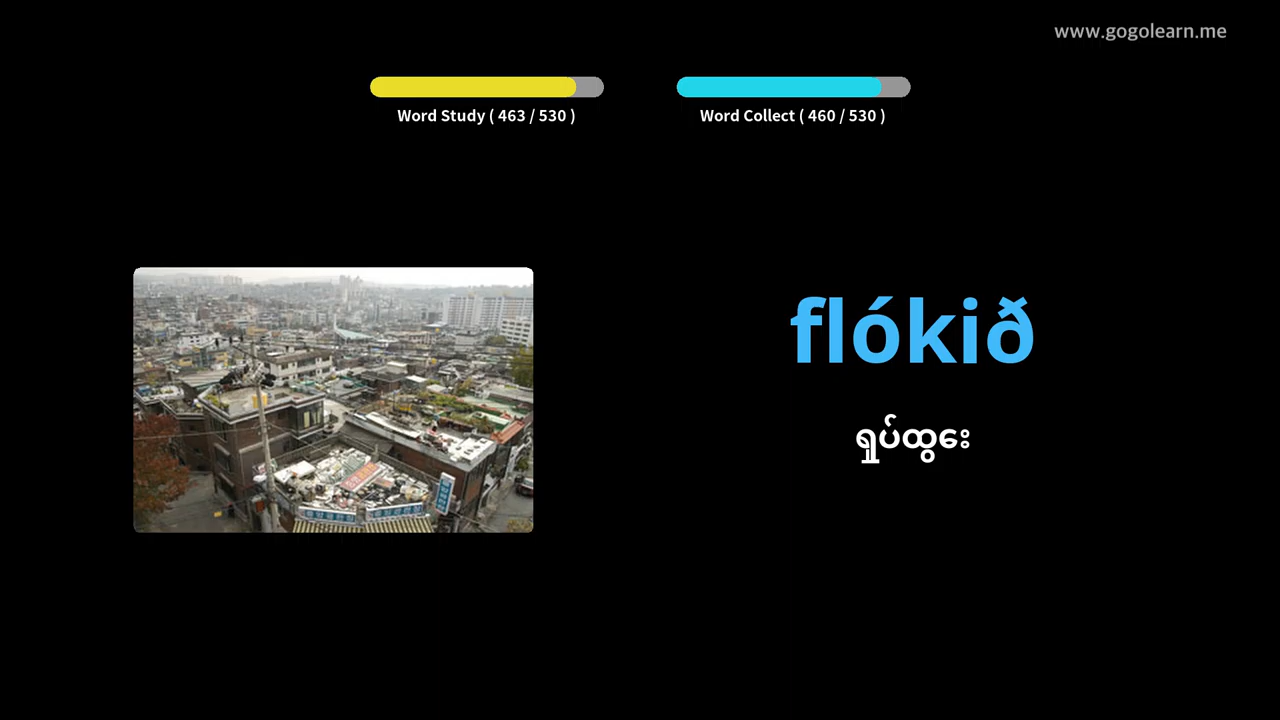 www.gogolearn.me
Word Study ( 463 / 530 )
Word Collect ( 460 / 530 )
flókið
ရှုပ်ထွေး